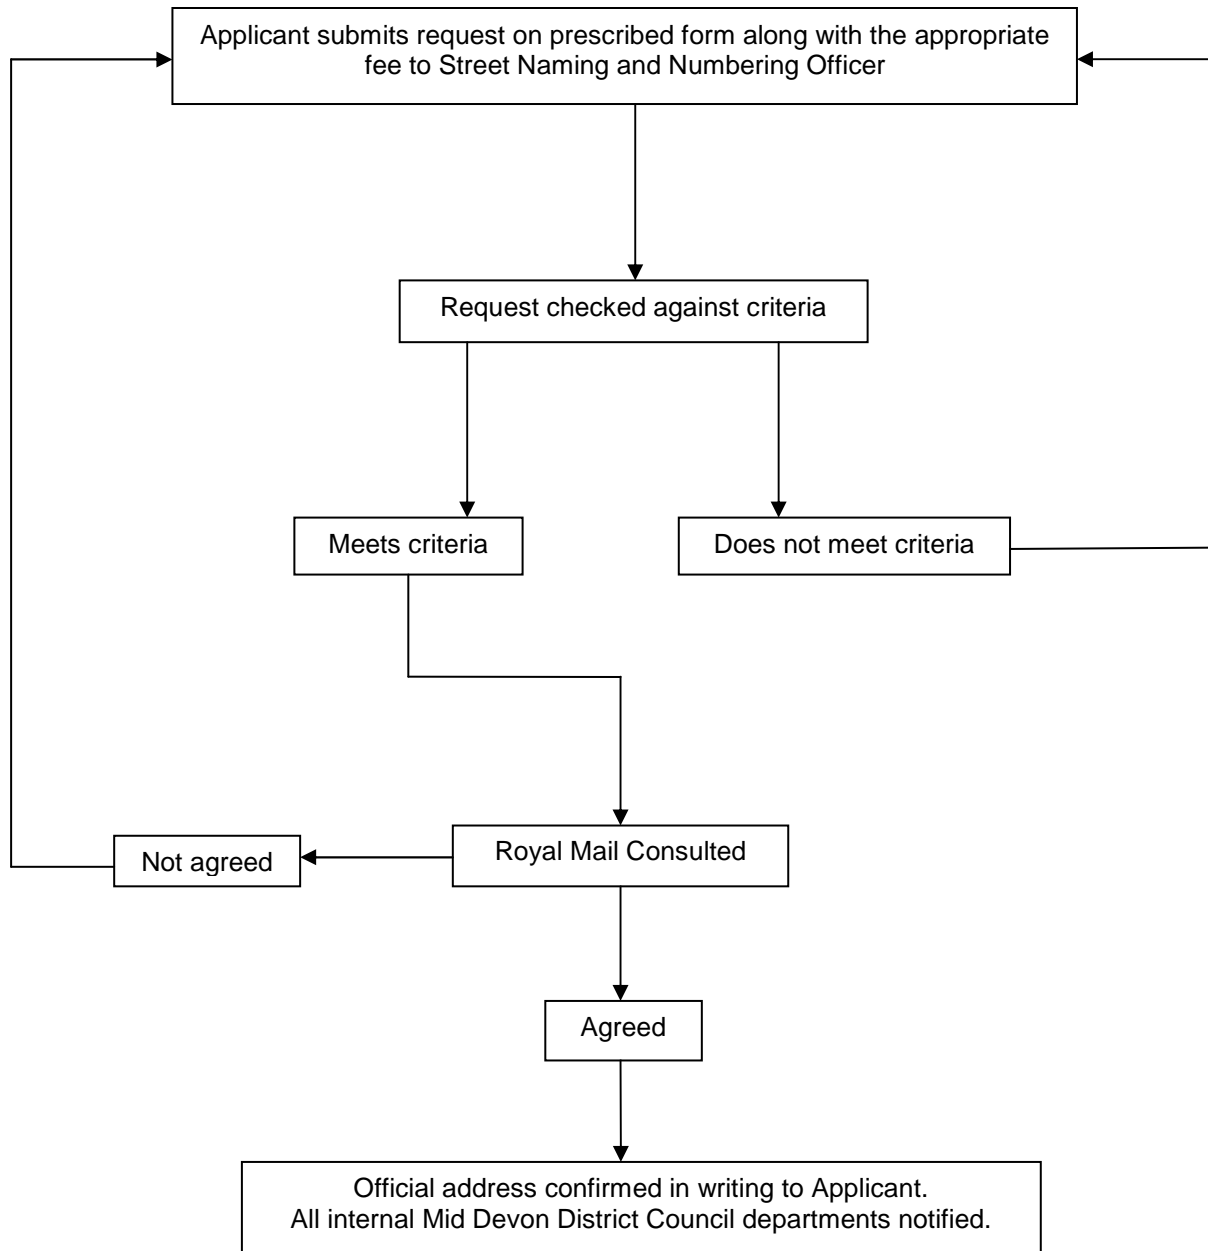 Applicant submits request on prescribed form along with the appropriate
fee to Street Naming and Numbering Officer
Request checked against criteria
Meets criteria
Does not meet criteria
Royal Mail Consulted
Not agreed
Agreed
Official address confirmed in writing to Applicant.
All internal Mid Devon District Council departments notified.